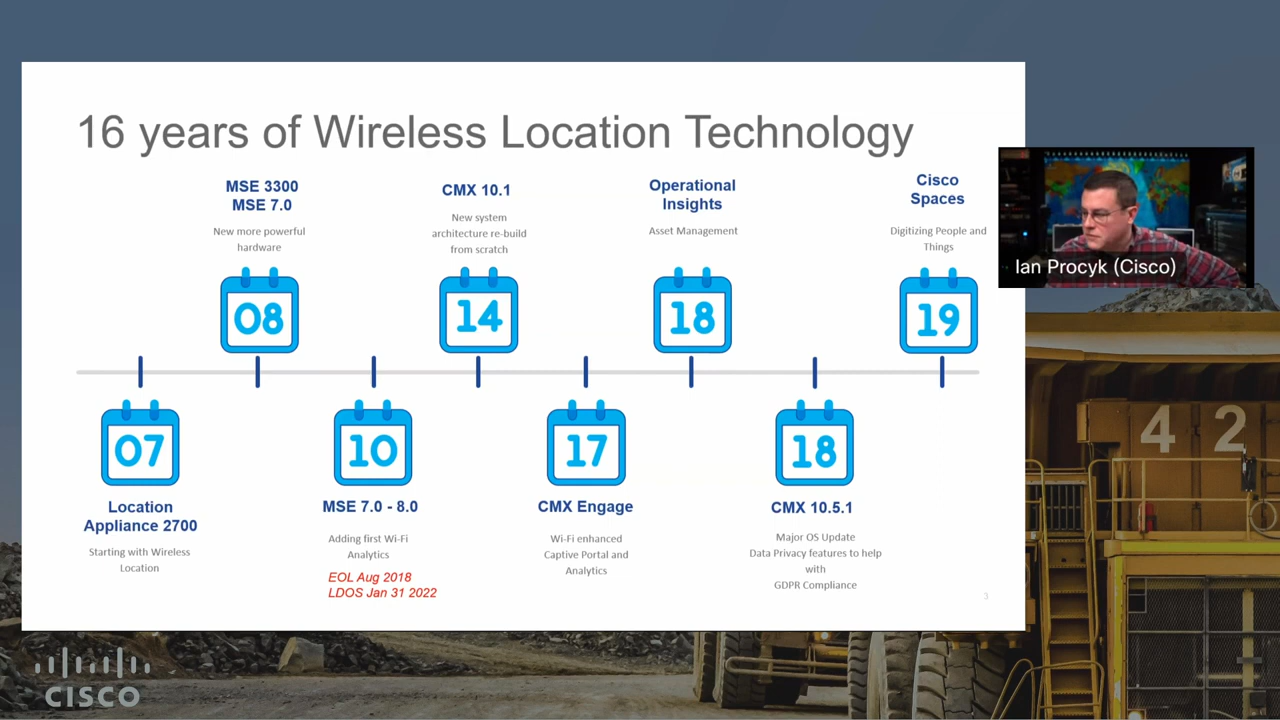 16 years of Wireless Location Technology
MSE 3300
MSE 7.0
New more powerful
hardware
08
CMX 10.1
New system
architecture re-build
from scratch
14
Operational
Insights
Asset Management
18
Cisco
Spaces
Digitizing People and
Things
19
Ian Procyk (Cisco)
07
Location
Appliance 2700
Starting with Wireless
Location
10
MSE 7.0 - 8.0
Adding first Wi-Fi
Analytics
EOL Aug 2018
LDOS Jan 31 2022
17
CMX Engage
Wi-Fi enhanced
Captive Portal and
Analytics
18
CMX 10.5.1
Major OS Update
Data Privacy features to help
with
GDPR Compliance
3
4 2
CISCO